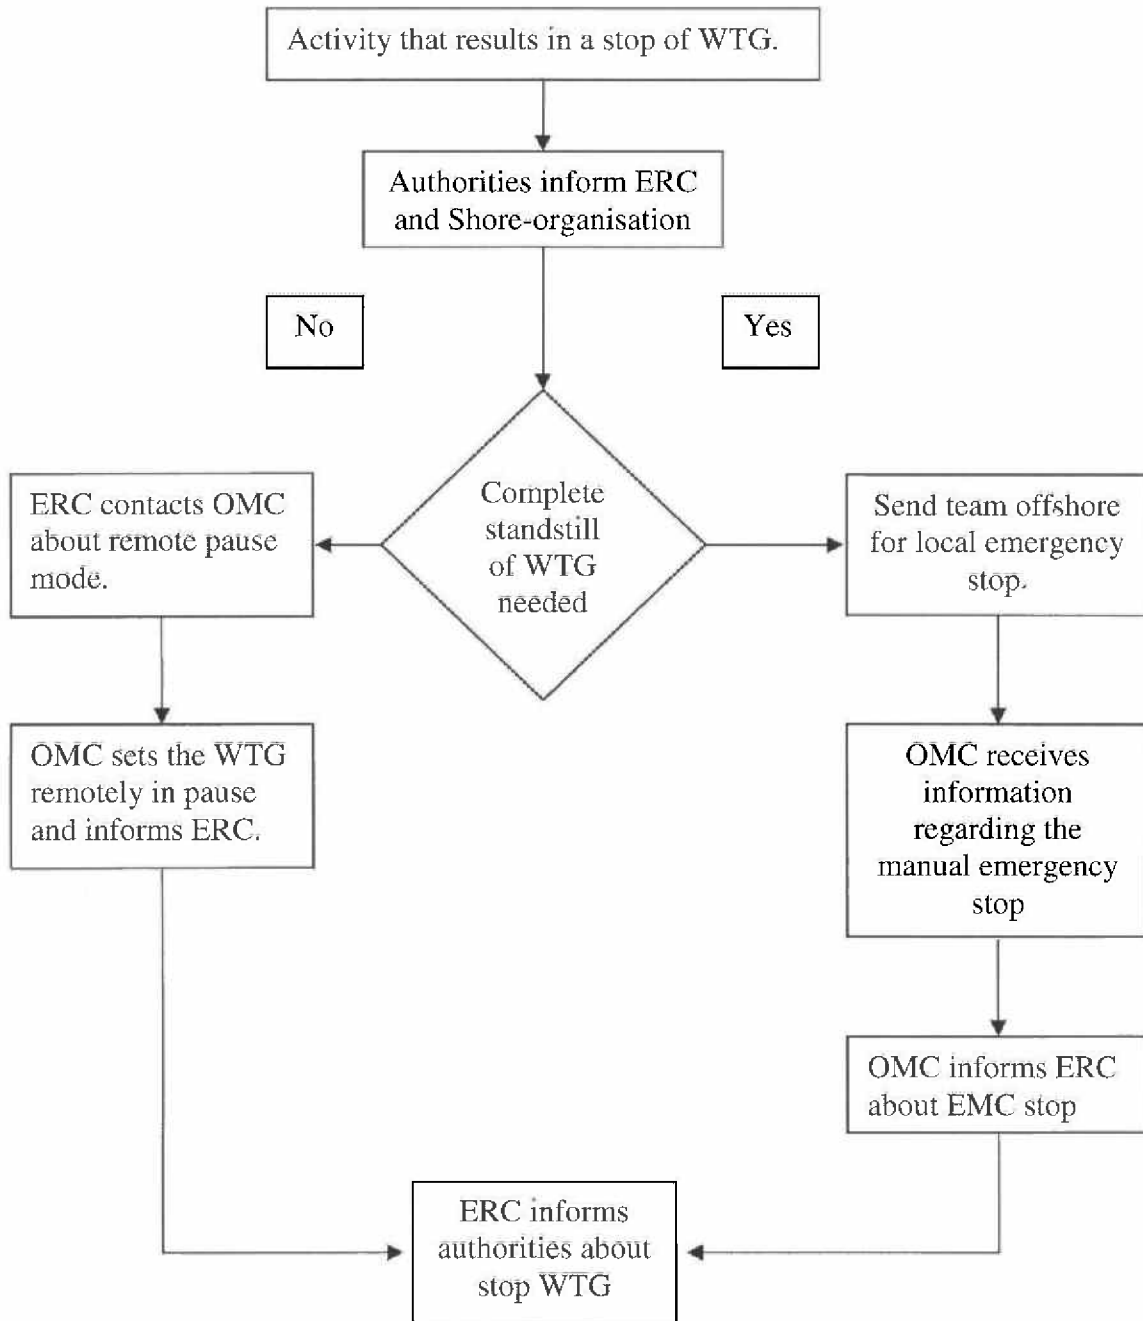 Activity that results in a stop of WTG.
Authorities inform ERC
and Shore-organisation
No
Yes
Complete
standstill
of WTG
needed
ERC contacts OMC
about remote pause
mode.
Send team offshore
for local emergency
stop.
OMC sets the WTG
remotely in pause
and informs ERC.
OMC receives
information
regarding the
manual emergency
stop
OMC informs ERC
about EMC stop
ERC informs
authorities about
stop WTG